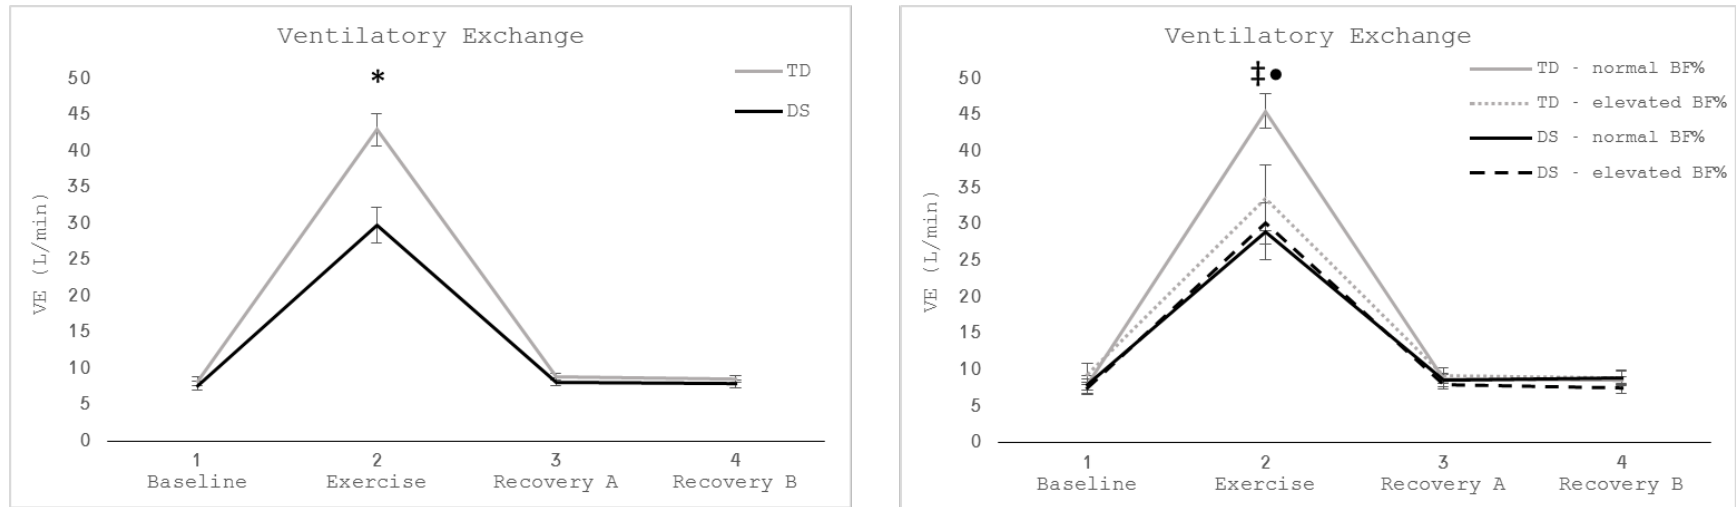 Ventilatory Exchange
*
TD
DS
VE (L/min)
50
45
40
35
30
25
20
15
10
5
0
1
2
3
4
Baseline
Exercise
Recovery A
Recovery B
Ventilatory Exchange
‡●
TD - normal BF%
TD - elevated BF%
DS - normal BF%
DS - elevated BF%
VE (L/min)
50
45
40
35
30
25
20
15
10
5
0
1
2
3
4
Baseline
Exercise
Recovery A
Recovery B